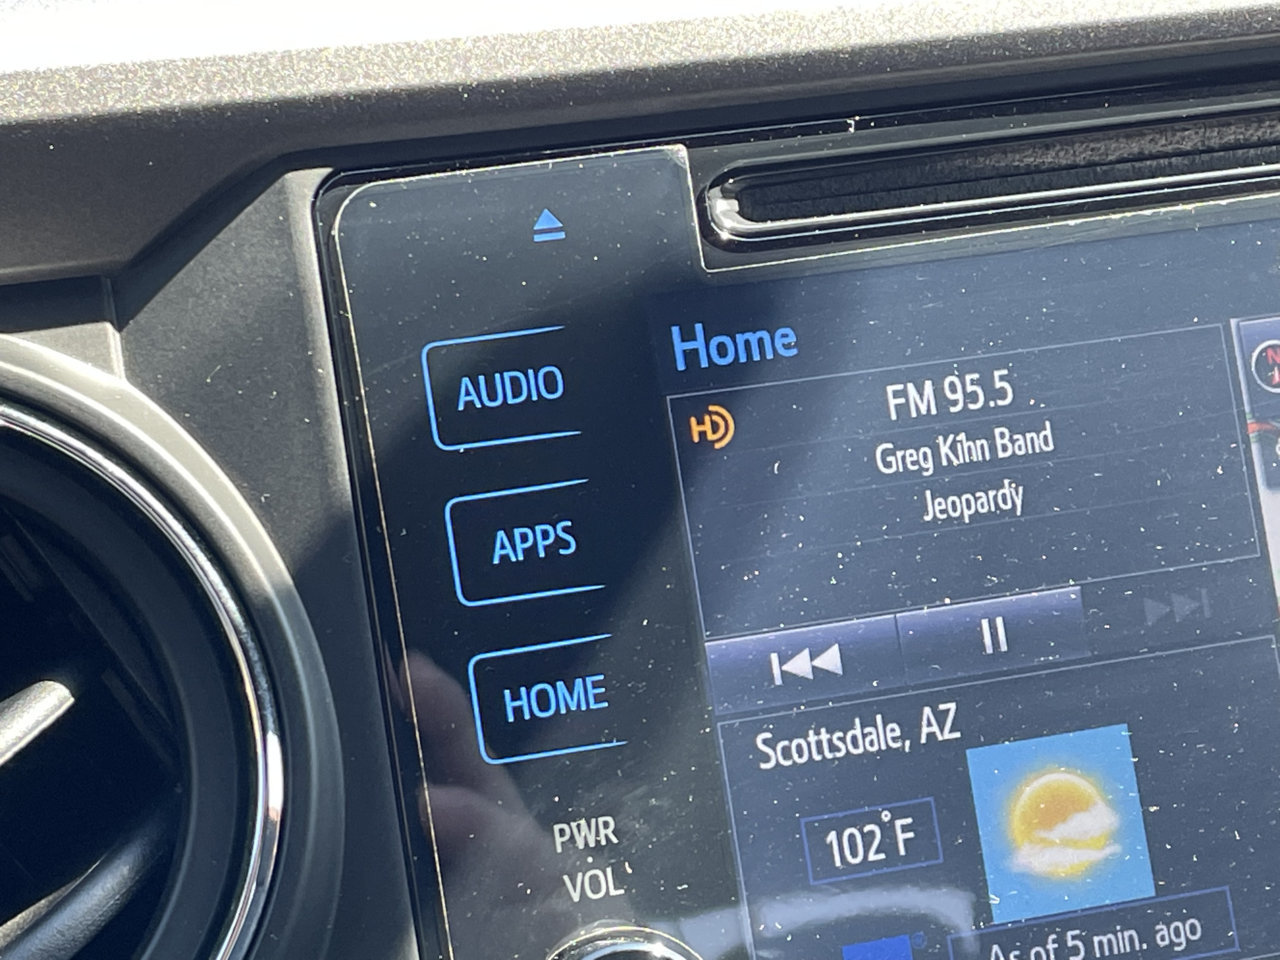 AUDIO
APPS
HOME
PWR
VOL
Home
HD
FM 95.5
Greg Kihn Band
Jeopardy
Scottsdale, AZ
102°F
As of 5 min. ago